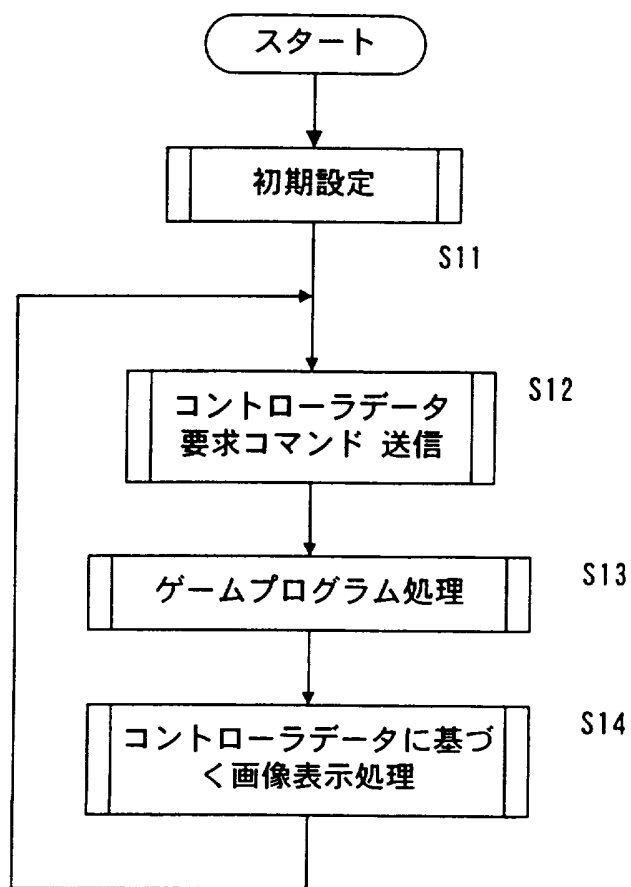 スタート
初期設定
S11
コントローラデータ
要求コマンド 送信
S12
ゲームプログラム処理
S13
コントローラデータに基づ
く画像表示処理
S14